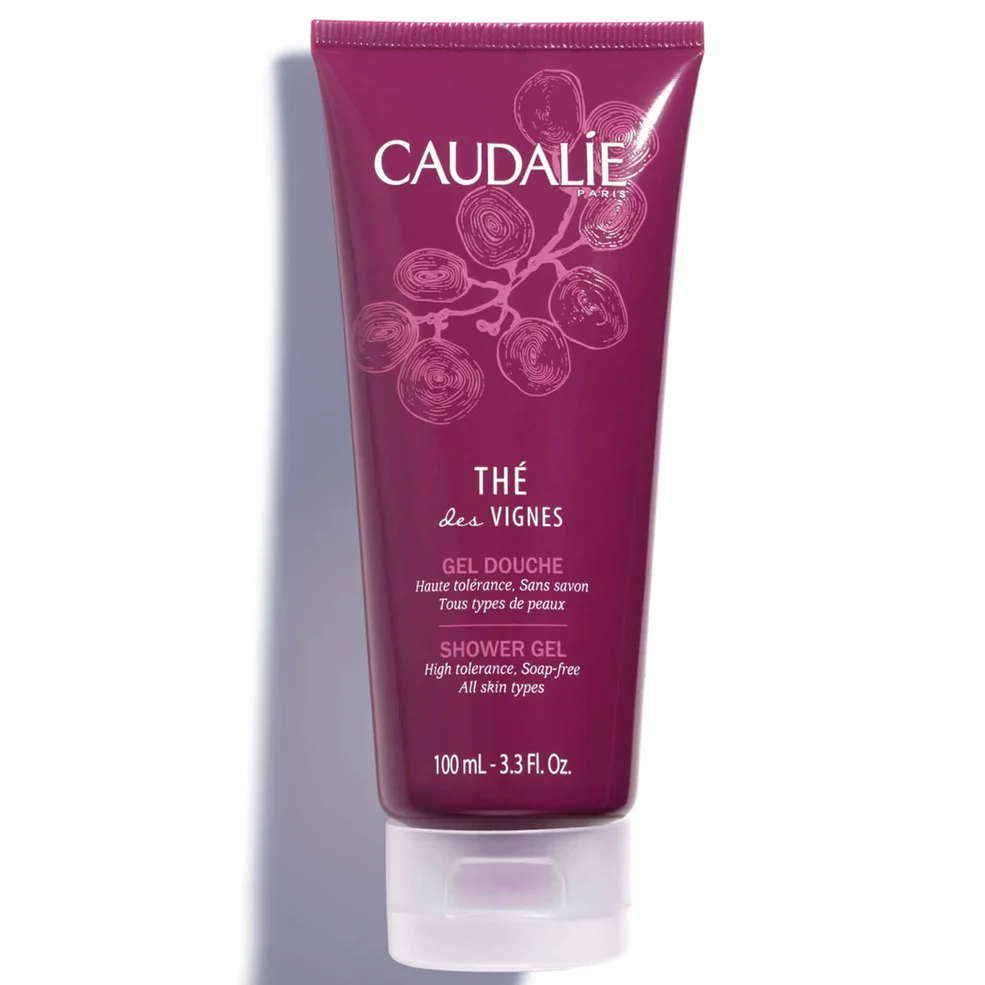 CAUDALÍE
PARIS
THÉ
des VIGNES
GEL DOUCHE
Haute tolérance, Sans savon
Tous types de peaux
SHOWER GEL
High tolerance, Soap-free
All skin types
100 mL - 3.3 Fl. Oz.